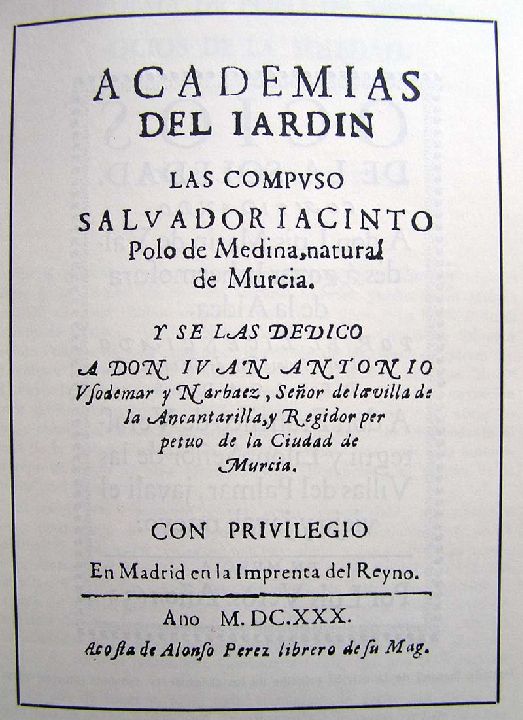 ACADEMIAS
DEL IARDIN
LAS COMPVSO
SALVADOR IACINTO
Polo de Medina, natural
de Murcia.
Y SE LAS DEDICO
A DON IVAN ANTONIO
Vsodemar y Narbaez, Señor de la villa de
la Ancantarilla, y Regidor per
petuo de la Ciudad de
Murcia.
CON PRIVILEGIO
En Madrid en la Imprenta del Reyno.
Ano M. DC.XXX.
Acosta de Alonso Perez librero de su Mag.